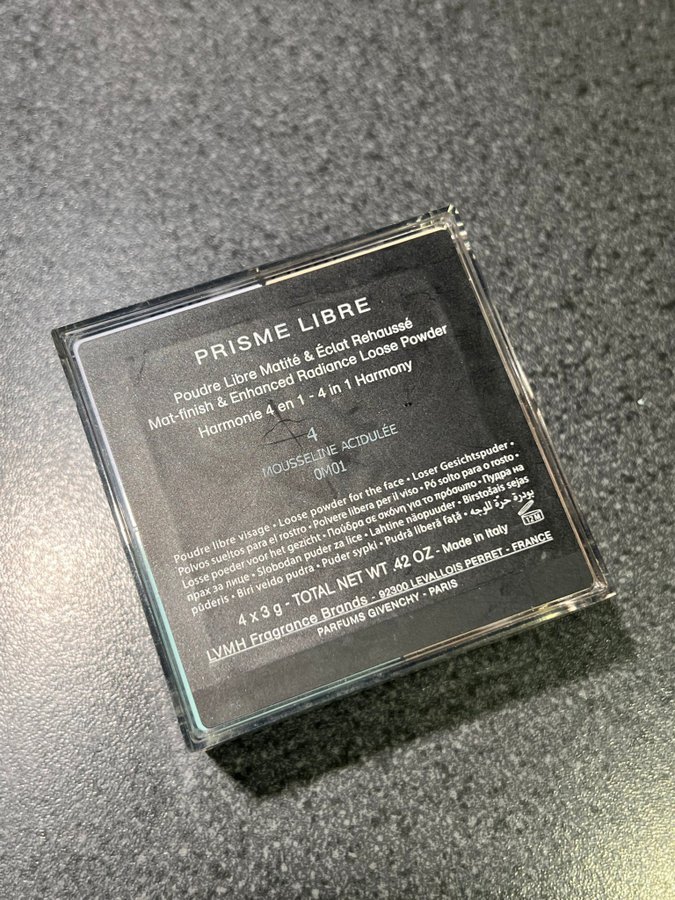 PRISME LIBRE
Poudre Libre Matité & Éclat Rehaussé
Mat-finish & Enhanced Radiance Loose Powder
Harmonie 4 en 1 - 4 in 1 Harmony
4
MOUSSELINE ACIDULÉE
0M01
Poudre libre visage • Loose powder for the face • Loser Gesichtspuder •
Polvos sueltos para el rostro • Polvere libera per il viso • Pó solto para o rosto •
Losse poeder voor het gezicht • Πούδρα σε σκόνη για το πρόσωπο • Пудра на
прах за лице • Slobodan puder za lice • Lahtine näopuuder • Birstošais sejas
pūderis • Biri veido pudra • Puder sypki • Pudră liberă față • بودرة حرّة للوجه
12M
4 x 3 g - TOTAL NET WT .42 OZ - Made in Italy
LVMH Fragrance Brands - 92300 LEVALLOIS PERRET - FRANCE
PARFUMS GIVENCHY - PARIS